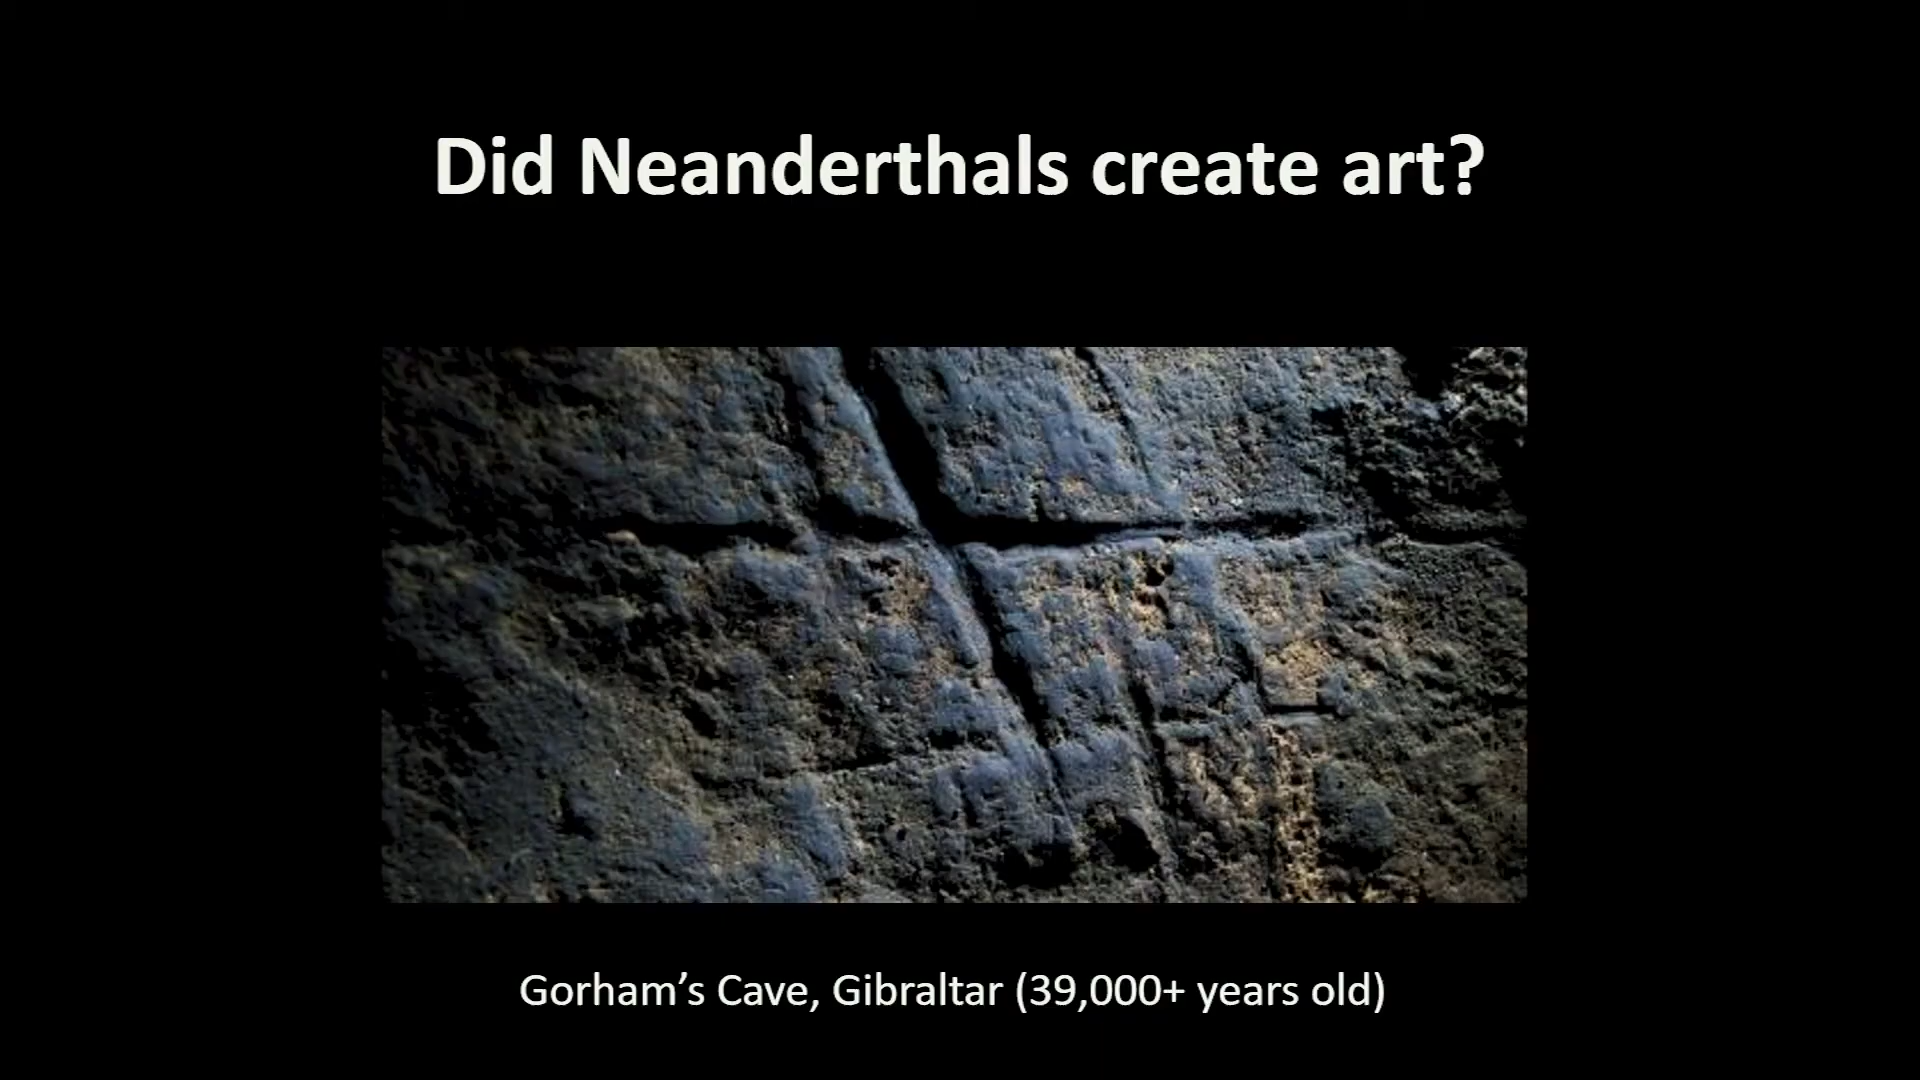 Did Neanderthals create art?
Gorham’s Cave, Gibraltar (39,000+ years old)